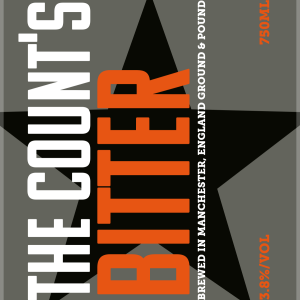 THE COUNT'S
BITTER
BREWED IN MANCHESTER, ENGLAND GROUND & POUND
3.8%/VOL
750ML